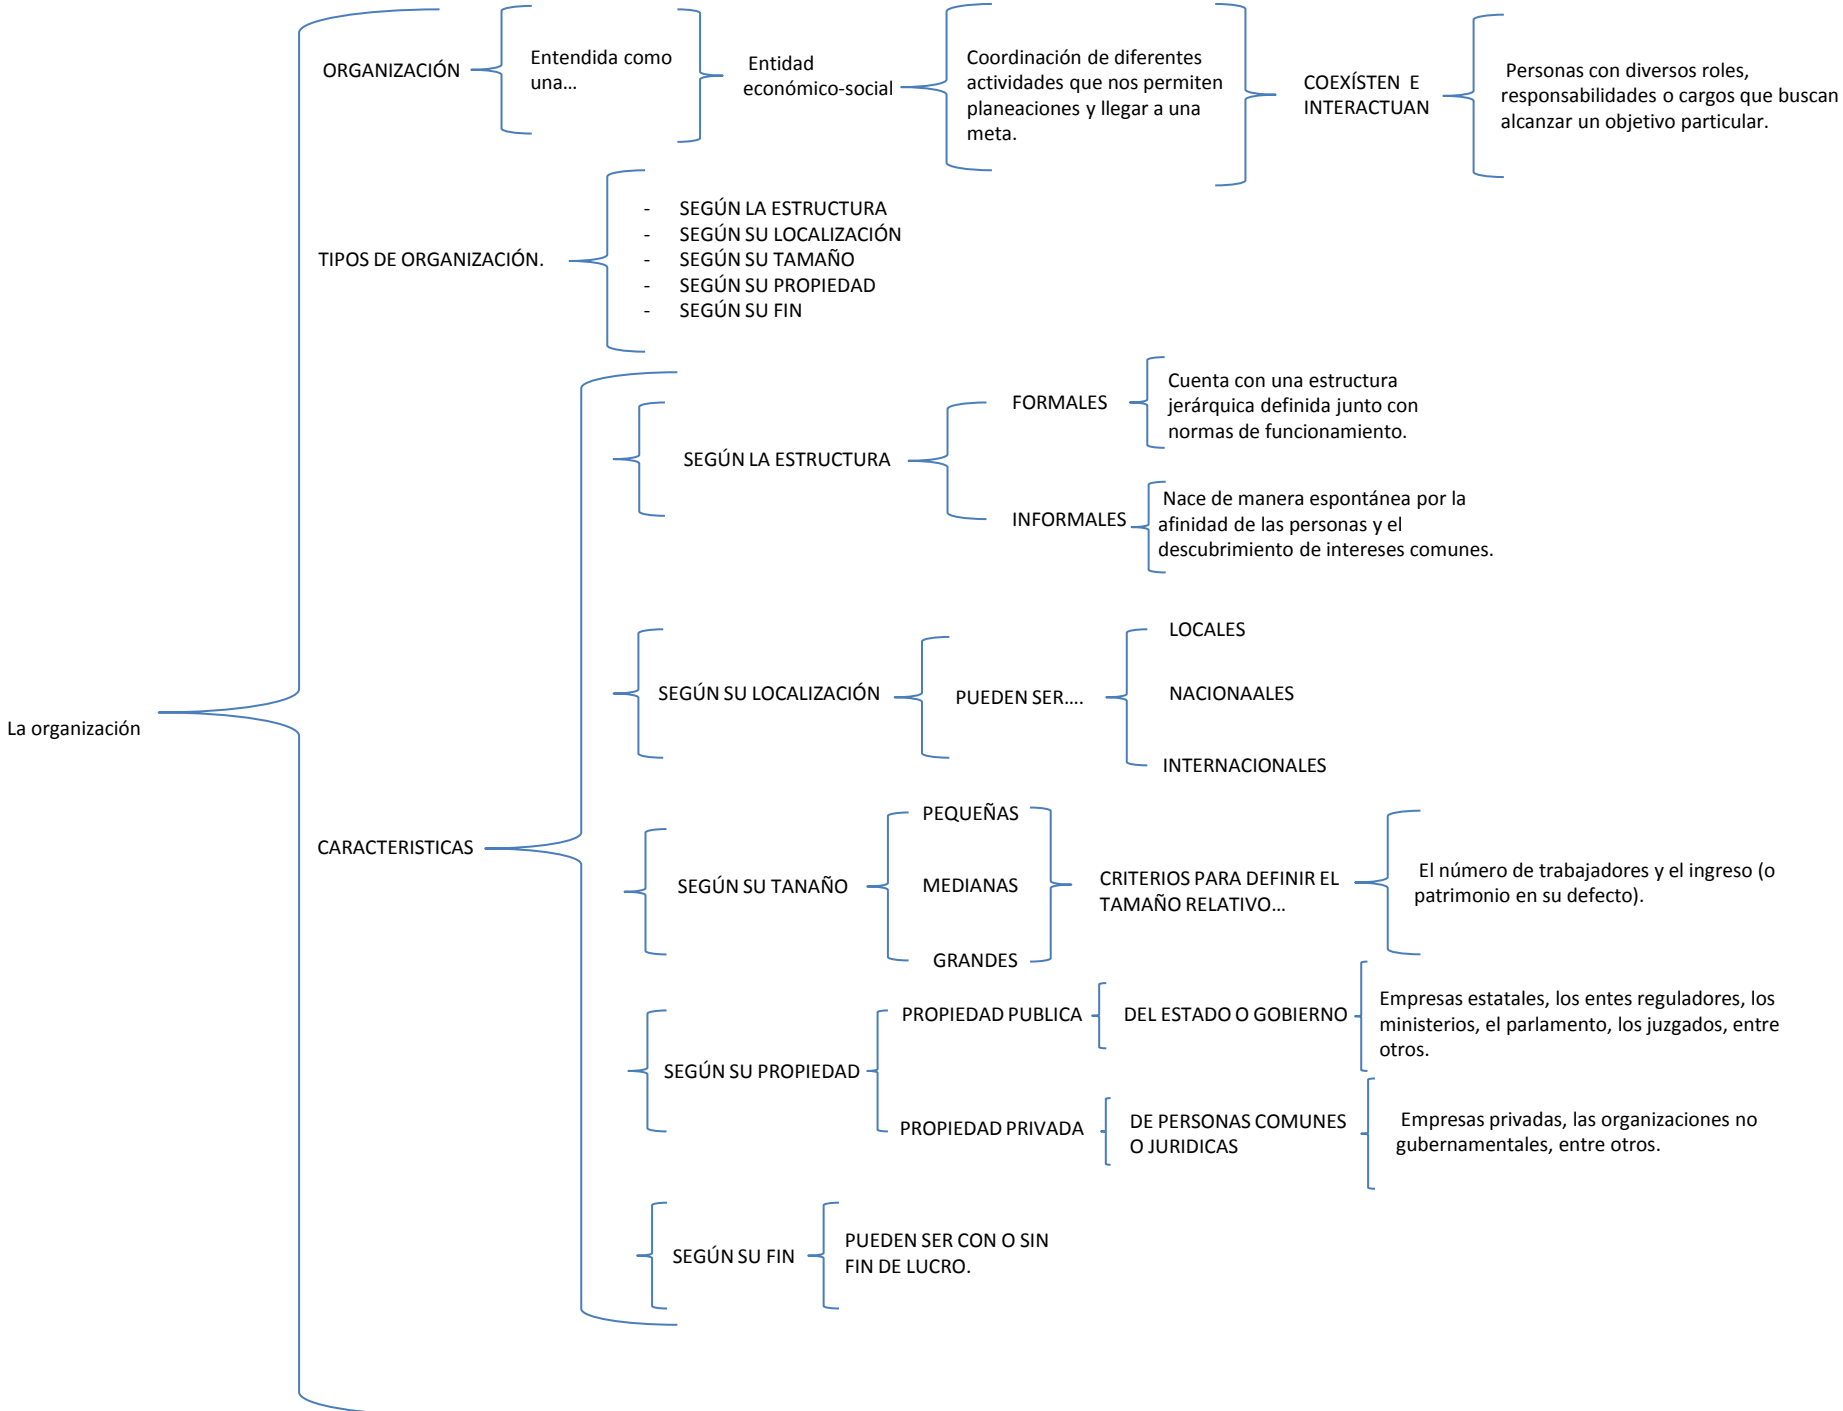 La organización
ORGANIZACIÓN
Entendida como
una...
Entidad
económico-social
Coordinación de diferentes
actividades que nos permiten
planeaciones y llegar a una
meta.
COEXÍSTEN E
INTERACTUAN
Personas con diversos roles,
responsabilidades o cargos que buscan
alcanzar un objetivo particular.
TIPOS DE ORGANIZACIÓN.
- SEGÚN LA ESTRUCTURA
- SEGÚN SU LOCALIZACIÓN
- SEGÚN SU TAMAÑO
- SEGÚN SU PROPIEDAD
- SEGÚN SU FIN
CARACTERISTICAS
SEGÚN LA ESTRUCTURA
FORMALES
Cuenta con una estructura
jerárquica definida junto con
normas de funcionamiento.
INFORMALES
Nace de manera espontánea por la
afinidad de las personas y el
descubrimiento de intereses comunes.
SEGÚN SU LOCALIZACIÓN
PUEDEN SER....
LOCALES
NACIONAALES
INTERNACIONALES
SEGÚN SU TANAÑO
PEQUEÑAS
MEDIANAS
GRANDES
CRITERIOS PARA DEFINIR EL
TAMAÑO RELATIVO...
El número de trabajadores y el ingreso (o
patrimonio en su defecto).
SEGÚN SU PROPIEDAD
PROPIEDAD PUBLICA
DEL ESTADO O GOBIERNO
Empresas estatales, los entes reguladores, los
ministerios, el parlamento, los juzgados, entre
otros.
PROPIEDAD PRIVADA
DE PERSONAS COMUNES
O JURIDICAS
Empresas privadas, las organizaciones no
gubernamentales, entre otros.
SEGÚN SU FIN
PUEDEN SER CON O SIN
FIN DE LUCRO.